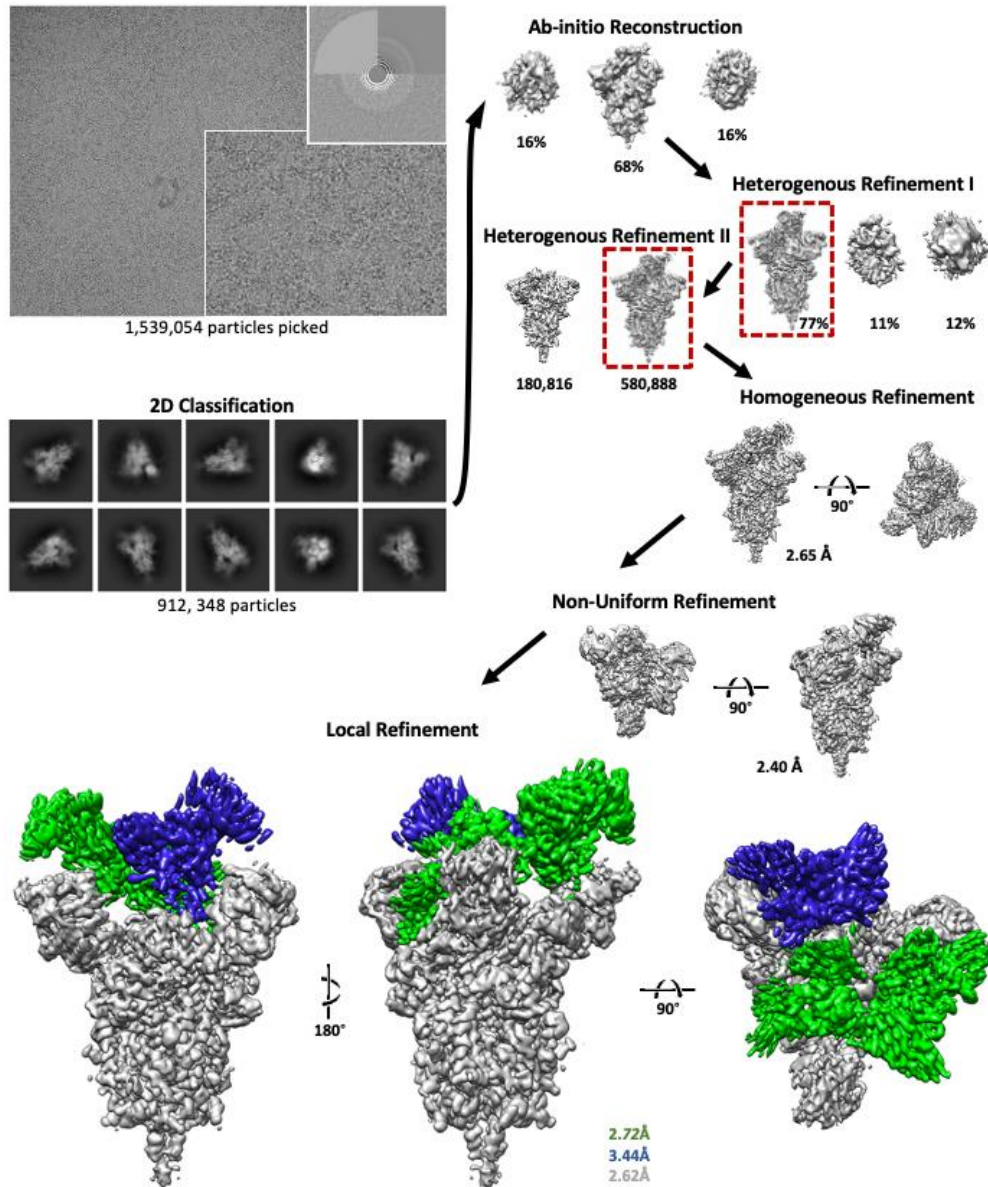 1,539,054 particles picked
2D Classification
912, 348 particles
Ab-initio Reconstruction
16%
68%
16%
Heterogenous Refinement I
77%
11%
12%
Heterogenous Refinement II
180,816
580,888
Homogeneous Refinement
90°
2.65 Å
Non-Uniform Refinement
90°
2.40 Å
Local Refinement
180°
90°
2.72Å
3.44Å
2.62Å